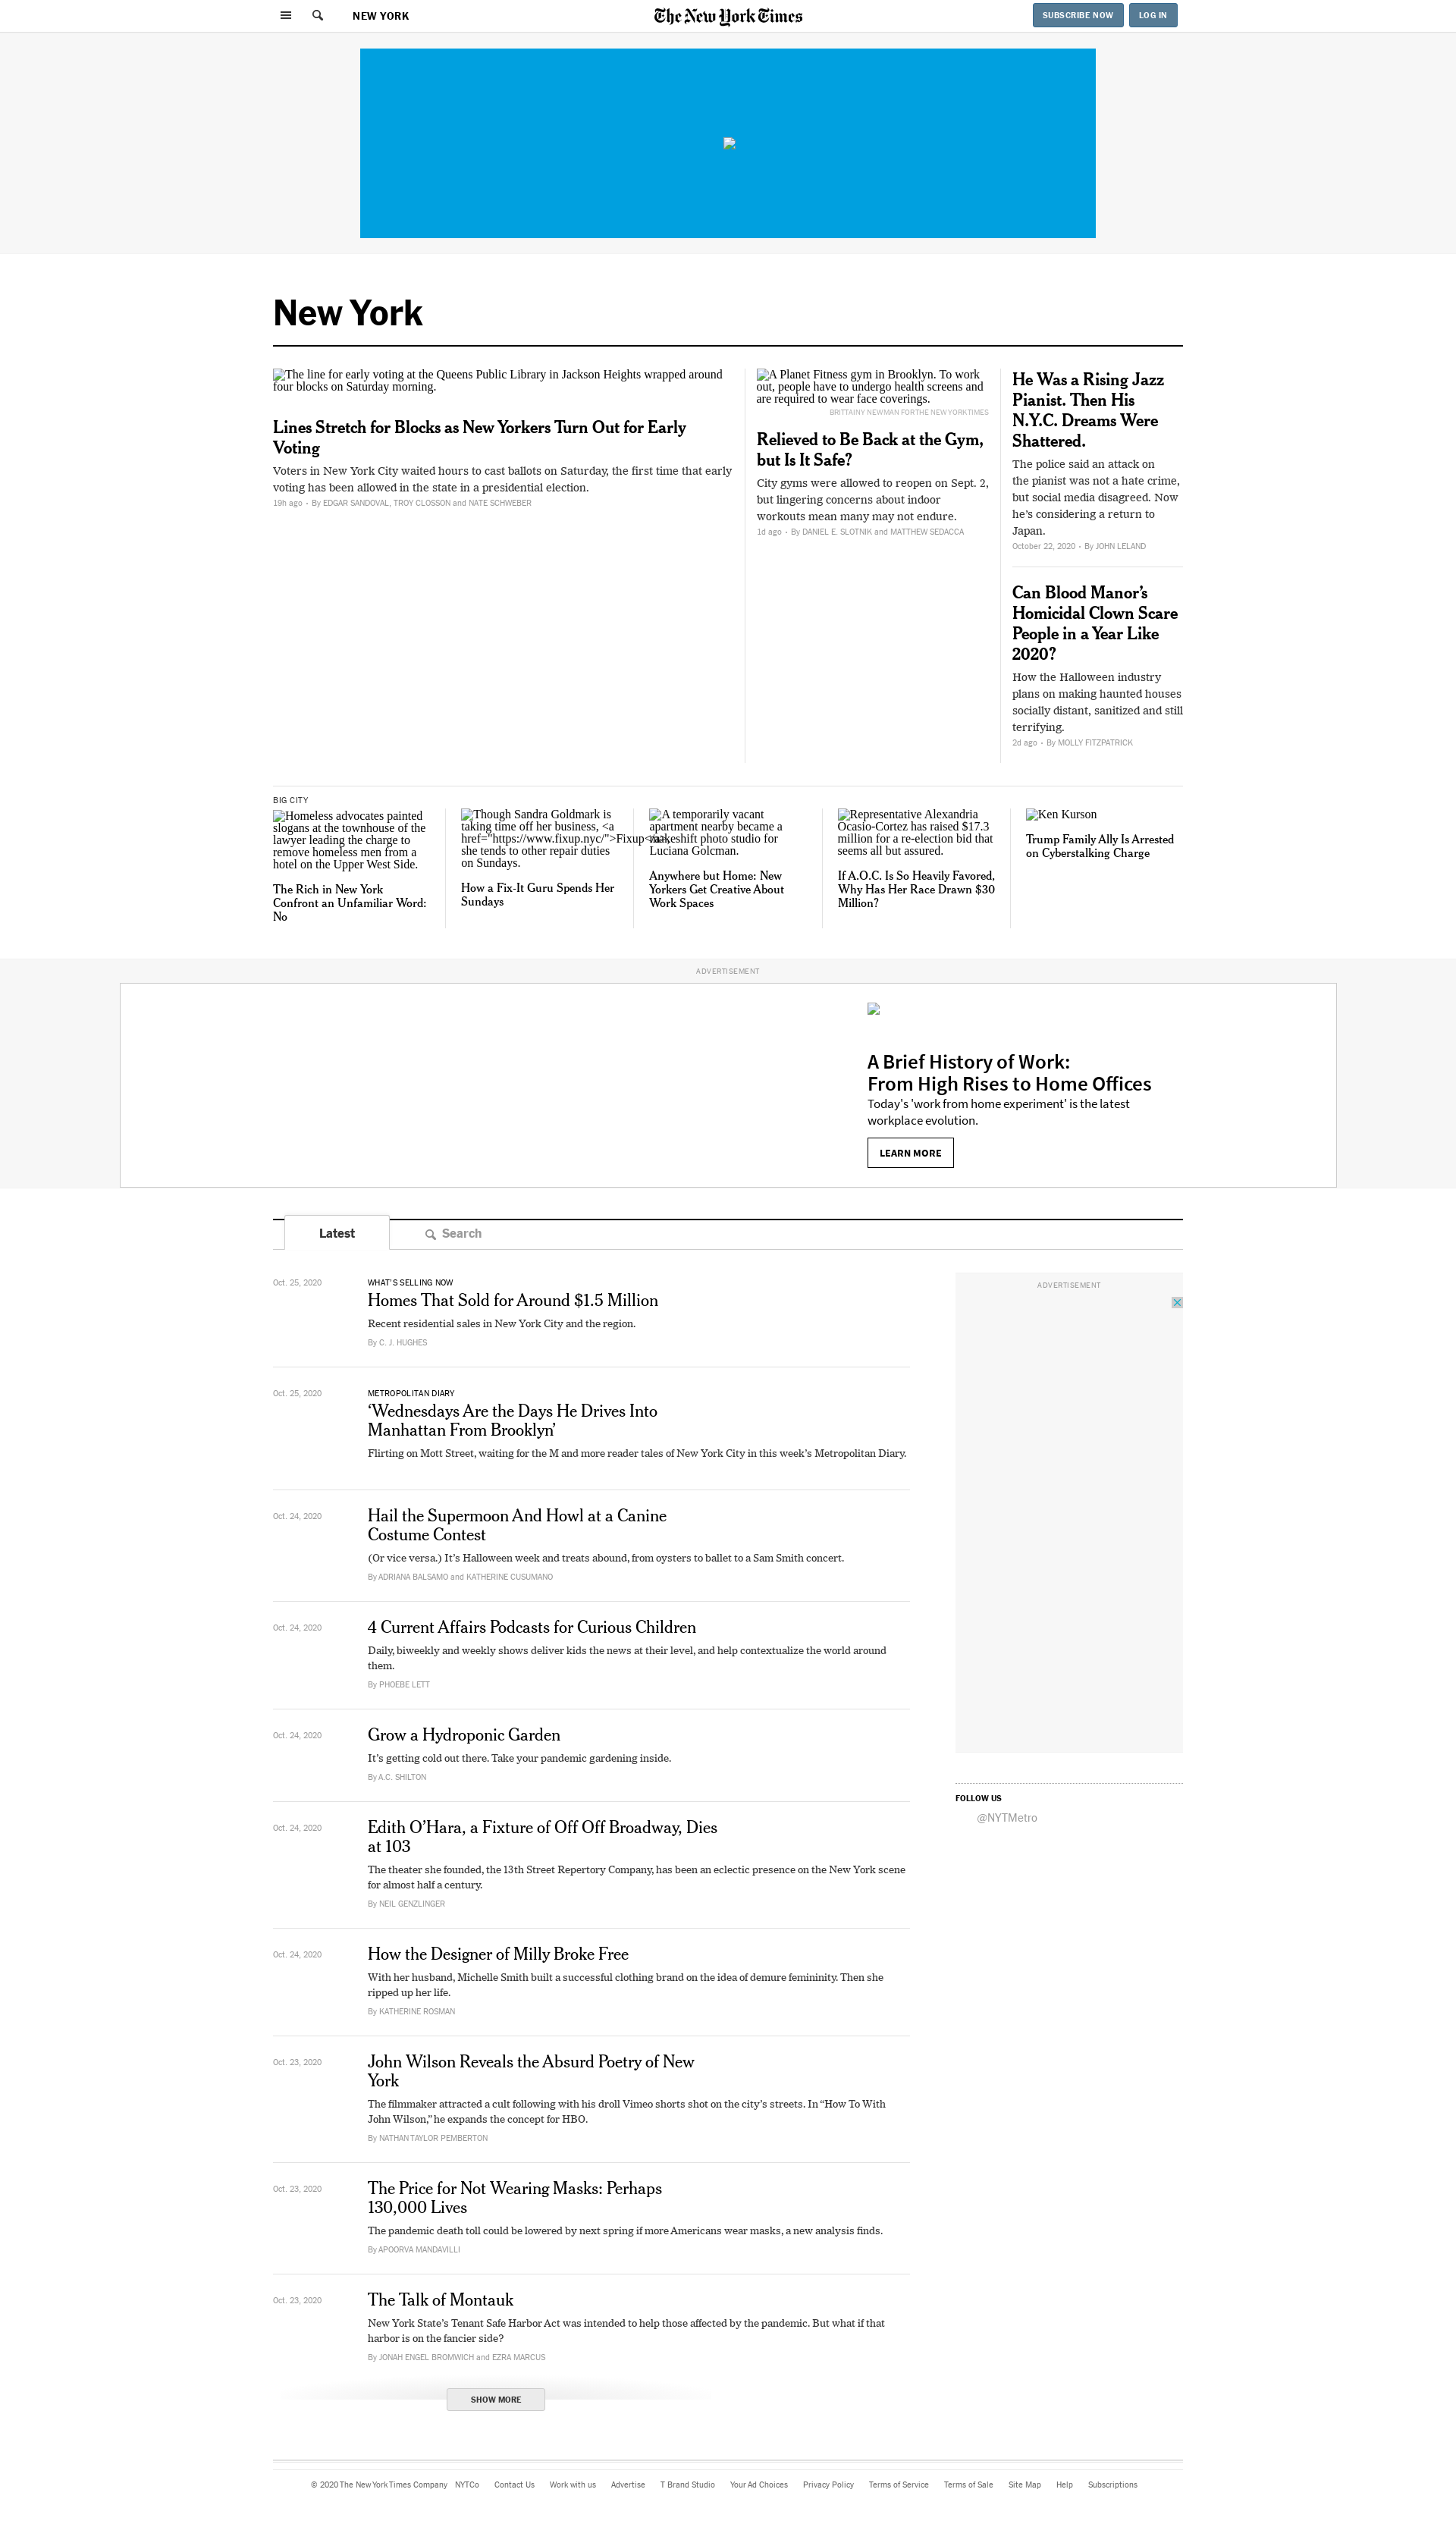 NEW YORK
The New York Times
SUBSCRIBE NOW
LOG IN
New York
The line for early voting at the Queens Public Library in Jackson Heights wrapped around
four blocks on Saturday morning.
Lines Stretch for Blocks as New Yorkers Turn Out for Early
Voting
Voters in New York City waited hours to cast ballots on Saturday, the first time that early
voting has been allowed in the state in a presidential election.
19h ago • By EDGAR SANDOVAL, TROY CLOSSON and NATE SCHWEBER
A Planet Fitness gym in Brooklyn. To work
out, people have to undergo health screens and
are required to wear face coverings.
BRITTAINY NEWMAN FOR THE NEW YORK TIMES
Relieved to Be Back at the Gym,
but Is It Safe?
City gyms were allowed to reopen on Sept. 2,
but lingering concerns about indoor
workouts mean many may not endure.
1d ago • By DANIEL E. SLOTNIK and MATTHEW SEDACCA
He Was a Rising Jazz
Pianist. Then His
N.Y.C. Dreams Were
Shattered.
The police said an attack on
the pianist was not a hate crime,
but social media disagreed. Now
he’s considering a return to
Japan.
October 22, 2020 • By JOHN LELAND
Can Blood Manor’s
Homicidal Clown Scare
People in a Year Like
2020?
How the Halloween industry
plans on making haunted houses
socially distant, sanitized and still
terrifying.
2d ago • By MOLLY FITZPATRICK
BIG CITY
Homeless advocates painted
slogans at the townhouse of the
lawyer leading the charge to
remove homeless men from a
hotel on the Upper West Side.
The Rich in New York
Confront an Unfamiliar Word:
No
Though Sandra Goldmark is
taking time off her business, <a
href="https://www.fixup.nyc/">Fixup</a>,
she tends to other repair duties
on Sundays.
How a Fix-It Guru Spends Her
Sundays
A temporarily vacant
apartment nearby became a
makeshift photo studio for
Luciana Golcman.
Anywhere but Home: New
Yorkers Get Creative About
Work Spaces
Representative Alexandria
Ocasio-Cortez has raised $17.3
million for a re-election bid that
seems all but assured.
If A.O.C. Is So Heavily Favored,
Why Has Her Race Drawn $30
Million?
Ken Kurson
Trump Family Ally Is Arrested
on Cyberstalking Charge
ADVERTISEMENT
A Brief History of Work:
From High Rises to Home Offices
Today's 'work from home experiment' is the latest
workplace evolution.
LEARN MORE
Latest
Search
Oct. 25, 2020
WHAT'S SELLING NOW
Homes That Sold for Around $1.5 Million
Recent residential sales in New York City and the region.
By C. J. HUGHES
ADVERTISEMENT
Oct. 25, 2020
METROPOLITAN DIARY
‘Wednesdays Are the Days He Drives Into
Manhattan From Brooklyn’
Flirting on Mott Street, waiting for the M and more reader tales of New York City in this week’s Metropolitan Diary.
Oct. 24, 2020
Hail the Supermoon And Howl at a Canine
Costume Contest
(Or vice versa.) It’s Halloween week and treats abound, from oysters to ballet to a Sam Smith concert.
By ADRIANA BALSAMO and KATHERINE CUSUMANO
Oct. 24, 2020
4 Current Affairs Podcasts for Curious Children
Daily, biweekly and weekly shows deliver kids the news at their level, and help contextualize the world around
them.
By PHOEBE LETT
Oct. 24, 2020
Grow a Hydroponic Garden
It’s getting cold out there. Take your pandemic gardening inside.
By A.C. SHILTON
FOLLOW US
@NYTMetro
Oct. 24, 2020
Edith O’Hara, a Fixture of Off Off Broadway, Dies
at 103
The theater she founded, the 13th Street Repertory Company, has been an eclectic presence on the New York scene
for almost half a century.
By NEIL GENZLINGER
Oct. 24, 2020
How the Designer of Milly Broke Free
With her husband, Michelle Smith built a successful clothing brand on the idea of demure femininity. Then she
ripped up her life.
By KATHERINE ROSMAN
Oct. 23, 2020
John Wilson Reveals the Absurd Poetry of New
York
The filmmaker attracted a cult following with his droll Vimeo shorts shot on the city’s streets. In “How To With
John Wilson,” he expands the concept for HBO.
By NATHAN TAYLOR PEMBERTON
Oct. 23, 2020
The Price for Not Wearing Masks: Perhaps
130,000 Lives
The pandemic death toll could be lowered by next spring if more Americans wear masks, a new analysis finds.
By APOORVA MANDAVILLI
Oct. 23, 2020
The Talk of Montauk
New York State’s Tenant Safe Harbor Act was intended to help those affected by the pandemic. But what if that
harbor is on the fancier side?
By JONAH ENGEL BROMWICH and EZRA MARCUS
SHOW MORE
© 2020 The New York Times Company NYTCo Contact Us Work with us Advertise T Brand Studio Your Ad Choices Privacy Policy Terms of Service Terms of Sale Site Map Help Subscriptions